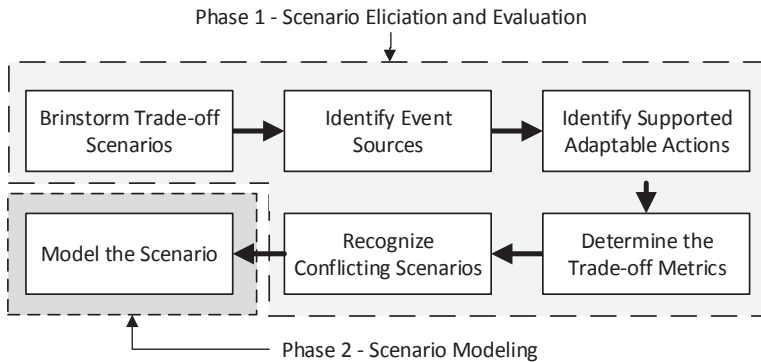 Phase 1 - Scenario Eliciation and Evaluation
Brinstorm Trade-off
Scenarios
Identify Event
Sources
Identify Supported
Adaptable Actions
Model the Scenario
Recognize
Conflicting Scenarios
Determine the
Trade-off Metrics
Phase 2 - Scenario Modeling